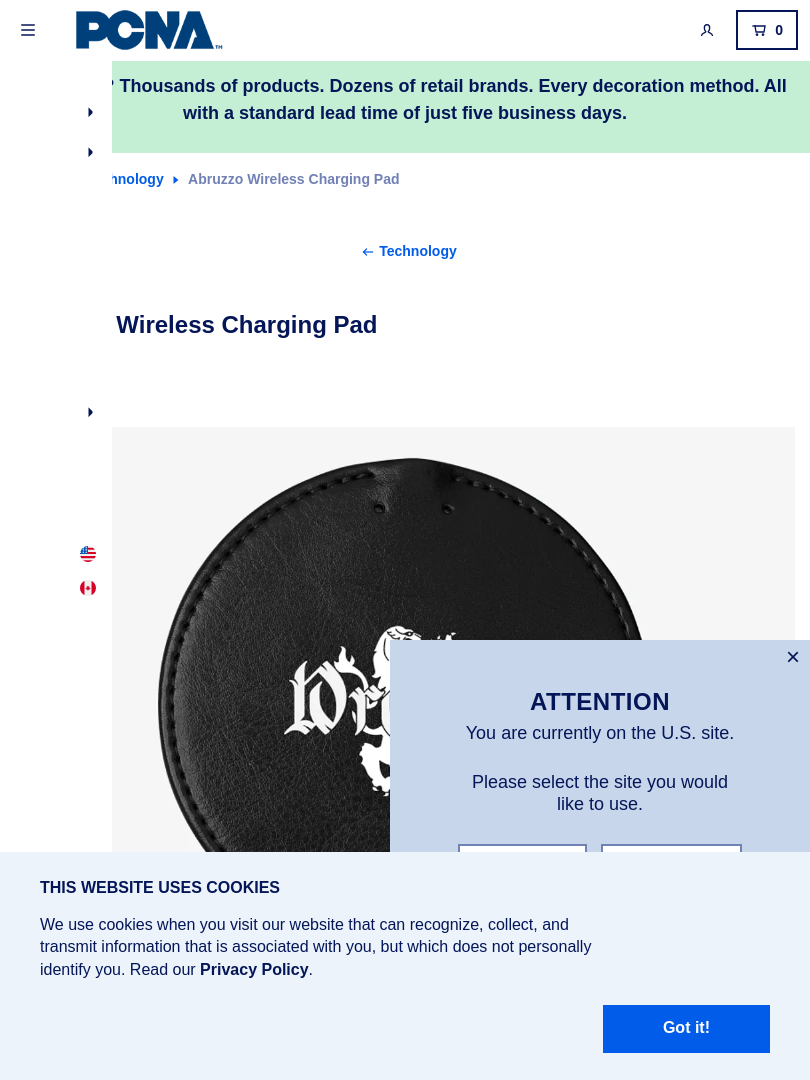 PCNA™
0
? Thousands of products. Dozens of retail brands. Every decoration method. All
with a standard lead time of just five business days.
Abruzzo Wireless Charging Pad
← Technology
Wireless Charging Pad
ATTENTION
You are currently on the U.S. site.
Please select the site you would
like to use.
THIS WEBSITE USES COOKIES
We use cookies when you visit our website that can recognize, collect, and
transmit information that is associated with you, but which does not personally
identify you. Read our Privacy Policy.
Got it!